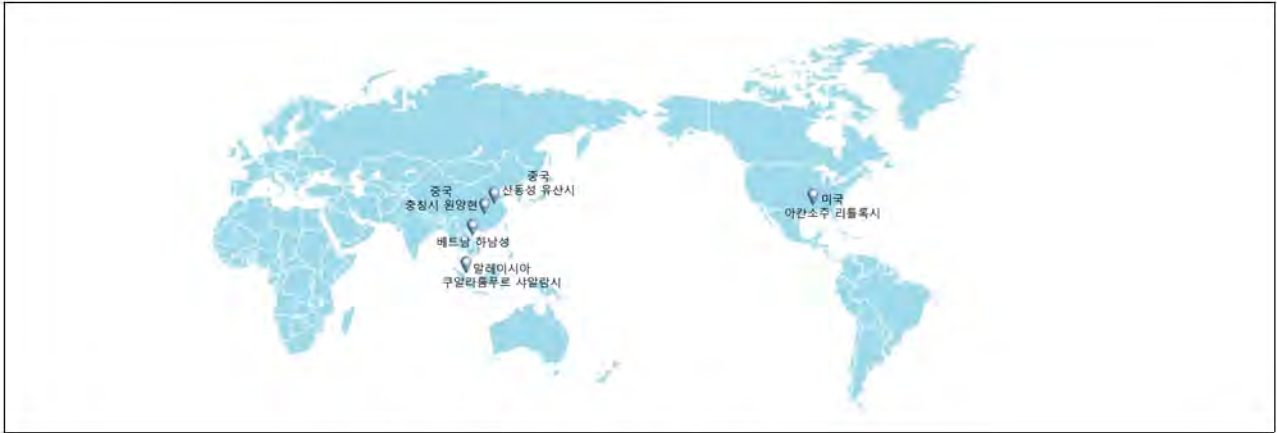 중국
산동성 유산시
중국
충칭시 원양현
베트남 하남성
말레이시아
쿠알라룸푸르 샤알람시
미국
아칸소주 리틀록시